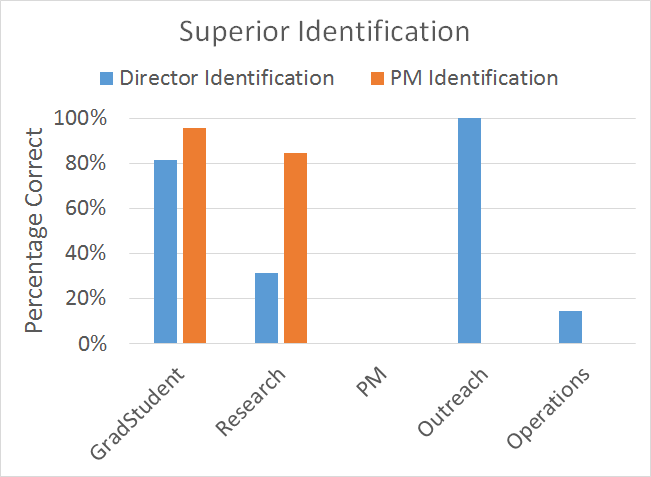 Superior Identification
Director Identification PM Identification
Percentage Correct
100%
80%
60%
40%
20%
0%
GradStudent Research PM Outreach Operations